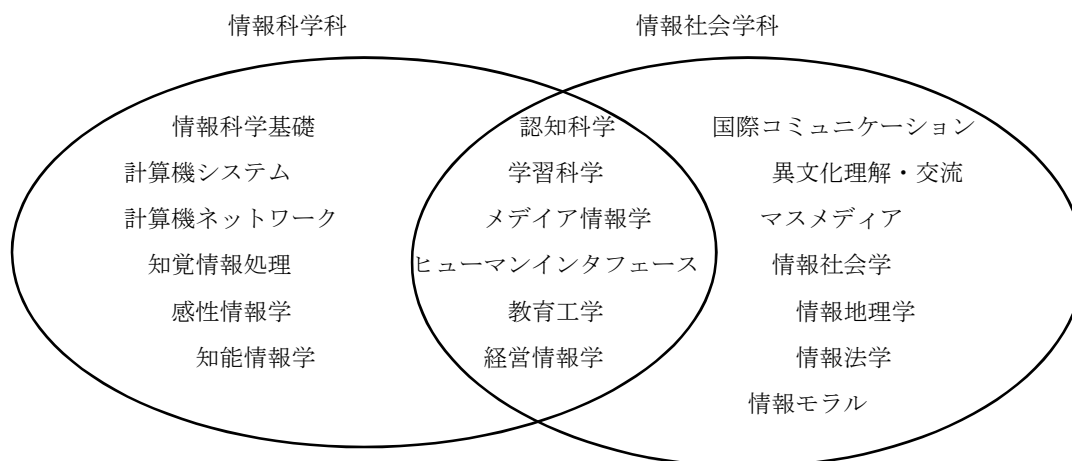 情報科学科 情報社会学科
情報科学基礎 認知科学 国際コミュニケーション
計算機システム 学習科学 異文化理解・交流
計算機ネットワーク メデイア情報学 マスメディア
知覚情報処理 ヒューマンインタフェース 情報社会学
感性情報学 教育工学 情報地理学
知能情報学 経営情報学 情報法学
情報モラル